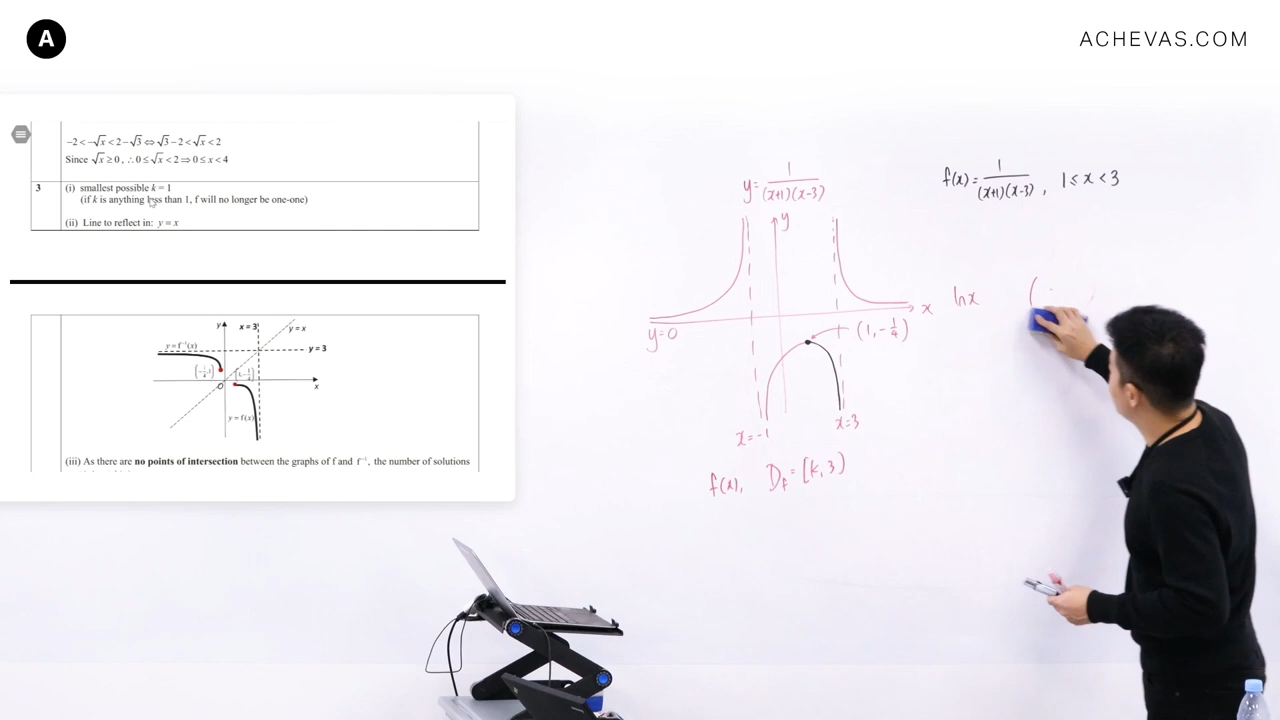 A
ACHEVAS.COM
−2 < −√x < 2−√3 ⇔ √3−2 < √x < 2
Since √x ≥ 0, ∴ 0 ≤ √x < 2 ⇒ 0 ≤ x < 4
3
(i) smallest possible k = 1
(if k is anything less than 1, f will no longer be one-one)
(ii) Line to reflect in: y = x
y
x = 3
y = x
y = f⁻¹(x)
y = 3
O
x
y = f(x)
(iii) As there are no points of intersection between the graphs of f and f⁻¹, the number of solutions
y = 1/((x+1)(x-3))
y
x
y=0
(1, -1/4)
x=-1
x=3
f(x), D_f = [k, 3)
f(x) = 1/((x+1)(x-3)), 1 ≤ x < 3
ln x
(